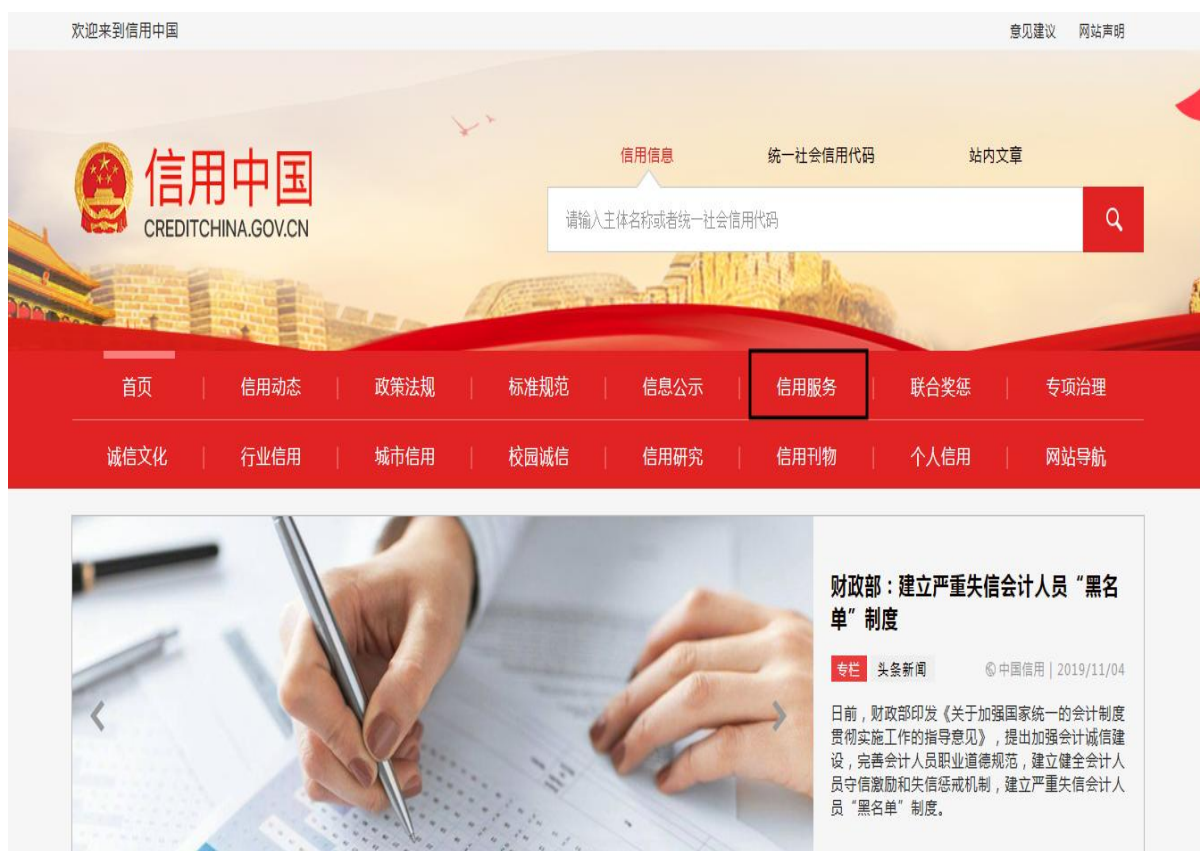 欢迎来到信用中国
意见建议 网站声明
信用中国
CREDITCHINA.GOV.CN
信用信息 统一社会信用代码 站内文章
请输入主体名称或者统一社会信用代码
首页 信用动态 政策法规 标准规范 信息公示 信用服务 联合奖惩 专项治理
诚信文化 行业信用 城市信用 校园诚信 信用研究 信用刊物 个人信用 网站导航
财政部：建立严重失信会计人员“黑名
单”制度
专栏 头条新闻 中国信用 | 2019/11/04
日前，财政部印发《关于加强国家统一的会计制度
贯彻实施工作的指导意见》，提出加强会计诚信建
设，完善会计人员职业道德规范，建立健全会计人
员守信激励和失信惩戒机制，建立严重失信会计人
员“黑名单”制度。